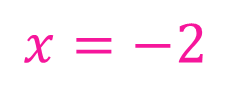 x = −2